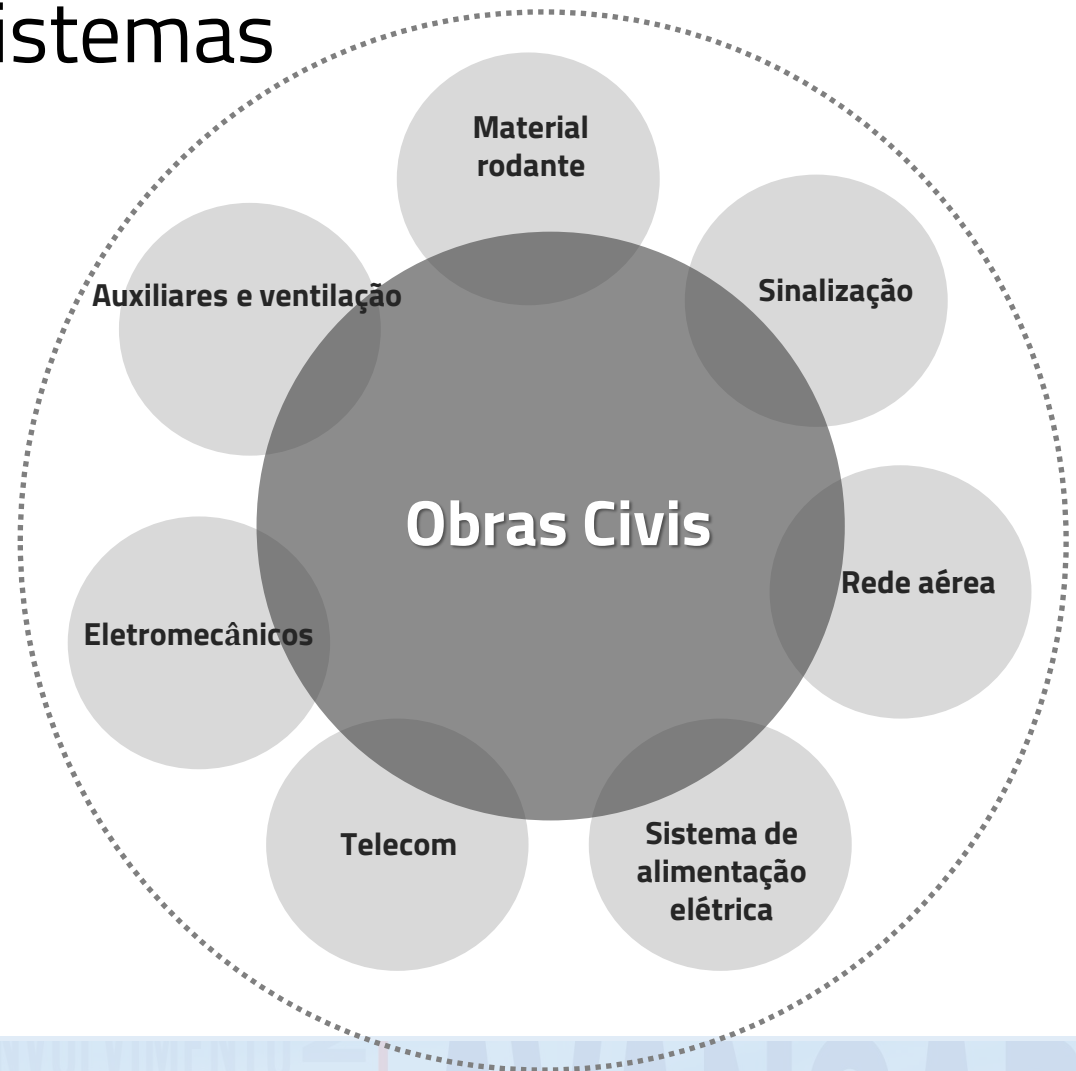 istemas
Material
rodante
Auxiliares e ventilação
Sinalização
Obras Civis
Rede aérea
Eletromecânicos
Telecom
Sistema de
alimentação
elétrica